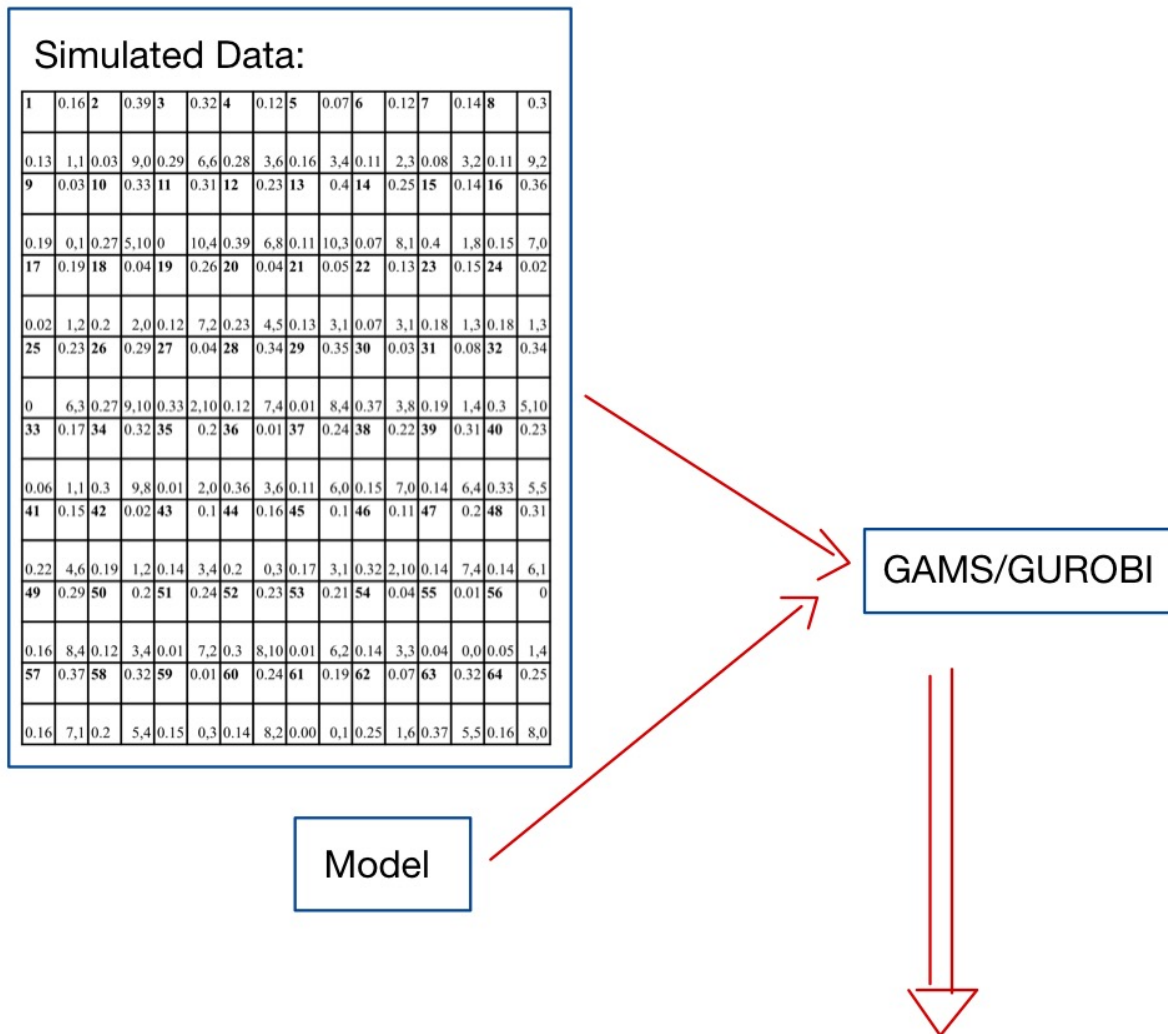 Simulated Data:
1 0.16 2 0.39 3 0.32 4 0.12 5 0.07 6 0.12 7 0.14 8 0.3
0.13 1,1 0.03 9,0 0.29 6,6 0.28 3,6 0.16 3,4 0.11 2,3 0.08 3,2 0.11 9,2
9 0.03 10 0.33 11 0.31 12 0.23 13 0.4 14 0.25 15 0.14 16 0.36
0.19 0,1 0.27 5,10 0 10,4 0.39 6,8 0.11 10,3 0.07 8,1 0.4 1,8 0.15 7,0
17 0.19 18 0.04 19 0.26 20 0.04 21 0.05 22 0.13 23 0.15 24 0.02
0.02 1,2 0.2 2,0 0.12 7,2 0.23 4,5 0.13 3,1 0.07 3,1 0.18 1,3 0.18 1,3
25 0.23 26 0.29 27 0.04 28 0.34 29 0.35 30 0.03 31 0.08 32 0.34
0 6,3 0.27 9,10 0.33 2,10 0.12 7,4 0.01 8,4 0.37 3,8 0.19 1,4 0.3 5,10
33 0.17 34 0.32 35 0.2 36 0.01 37 0.24 38 0.22 39 0.31 40 0.23
0.06 1,1 0.3 9,8 0.01 2,0 0.36 3,6 0.11 6,0 0.15 7,0 0.14 6,4 0.33 5,5
41 0.15 42 0.02 43 0.1 44 0.16 45 0.1 46 0.11 47 0.2 48 0.31
0.22 4,6 0.19 1,2 0.14 3,4 0.2 0,3 0.17 3,1 0.32 2,10 0.14 7,4 0.14 6,1
49 0.29 50 0.2 51 0.24 52 0.23 53 0.21 54 0.04 55 0.01 56 0
0.16 8,4 0.12 3,4 0.01 7,2 0.3 8,10 0.01 6,2 0.14 3,3 0.04 0,0 0.05 1,4
57 0.37 58 0.32 59 0.01 60 0.24 61 0.19 62 0.07 63 0.32 64 0.25
0.16 7,1 0.2 5,4 0.15 0,3 0.14 8,2 0.00 0,1 0.25 1,6 0.37 5,5 0.16 8,0
GAMS/GUROBI
Model